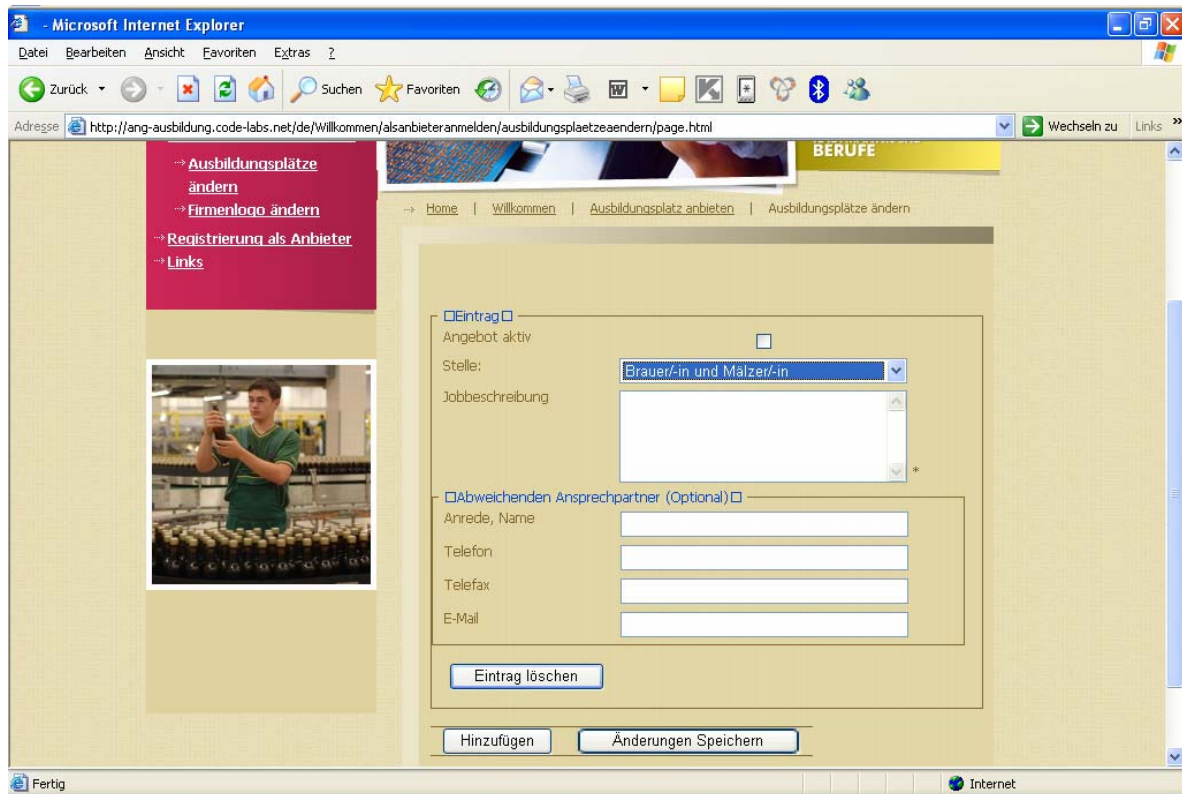 - Microsoft Internet Explorer
Datei Bearbeiten Ansicht Favoriten Extras ?
Zurück Suchen Favoriten
Adresse http://ang-ausbildung.code-labs.net/de/Willkommen/alsanbieteranmelden/ausbildungsplaetzeaendern/page.html Wechseln zu Links »
BERUFE
Ausbildungsplätze
ändern
Firmenlogo ändern
Registrierung als Anbieter
Links
Home | Willkommen | Ausbildungsplatz anbieten | Ausbildungsplätze ändern
□Eintrag□
Angebot aktiv
Stelle: Brauer/-in und Mälzer/-in
Jobbeschreibung
*
□Abweichenden Ansprechpartner (Optional)□
Anrede, Name
Telefon
Telefax
E-Mail
Eintrag löschen
Hinzufügen Änderungen Speichern
Fertig Internet